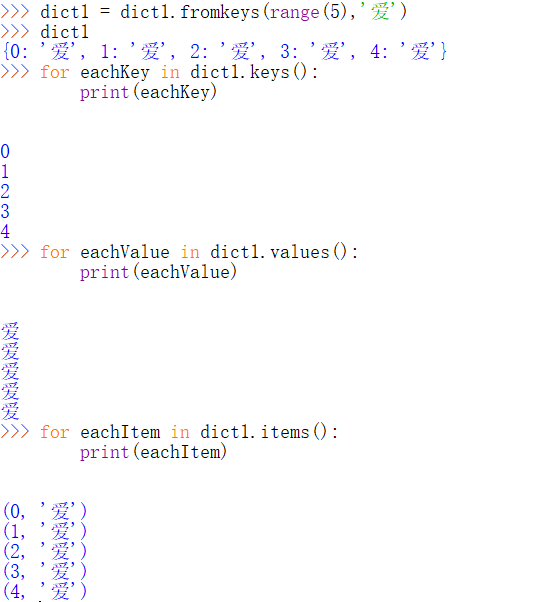 >>> dict1 = dict1.fromkeys(range(5),'爱')
>>> dict1
{0: '爱', 1: '爱', 2: '爱', 3: '爱', 4: '爱'}
>>> for eachKey in dict1.keys():
        print(eachKey)
0
1
2
3
4
>>> for eachValue in dict1.values():
        print(eachValue)
爱
爱
爱
爱
爱
>>> for eachItem in dict1.items():
        print(eachItem)
(0, '爱')
(1, '爱')
(2, '爱')
(3, '爱')
(4, '爱')